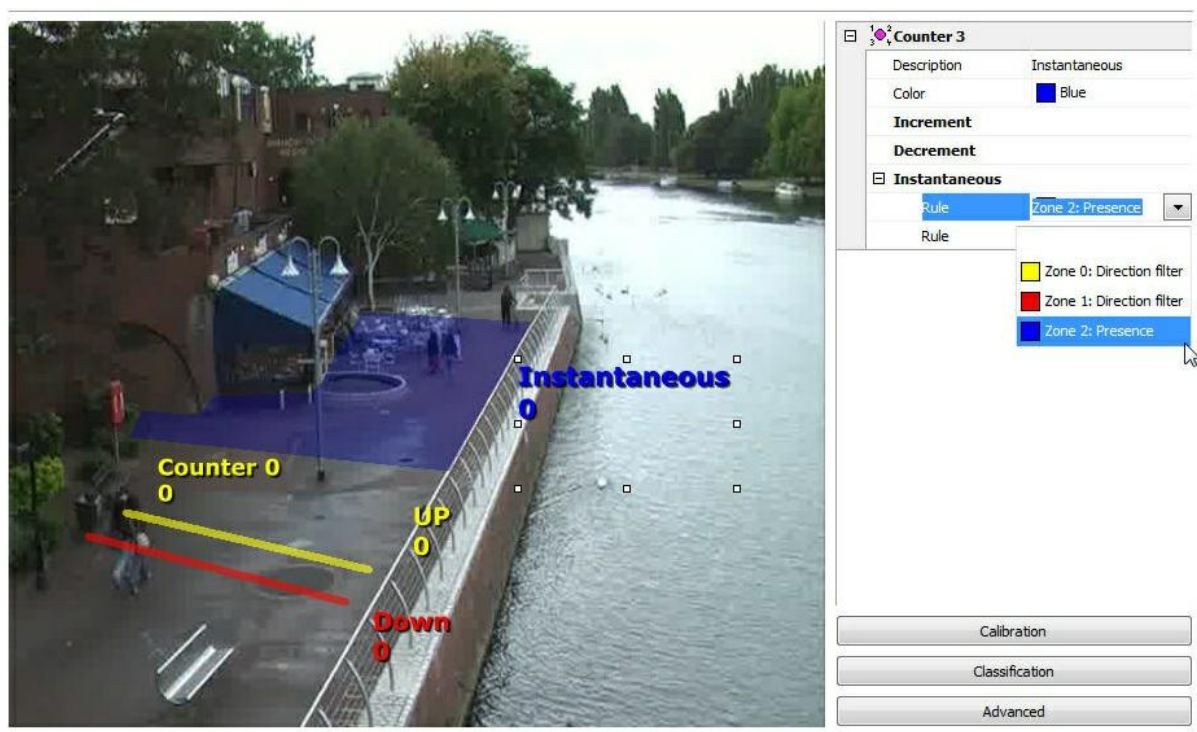 Counter 3
Description Instantaneous
Color Blue
Increment
Decrement
Instantaneous
Rule Zone 2: Presence
Rule
Zone 0: Direction filter
Zone 1: Direction filter
Zone 2: Presence
Instantaneous
0
Counter 0
0
UP
0
Down
0
Calibration
Classification
Advanced